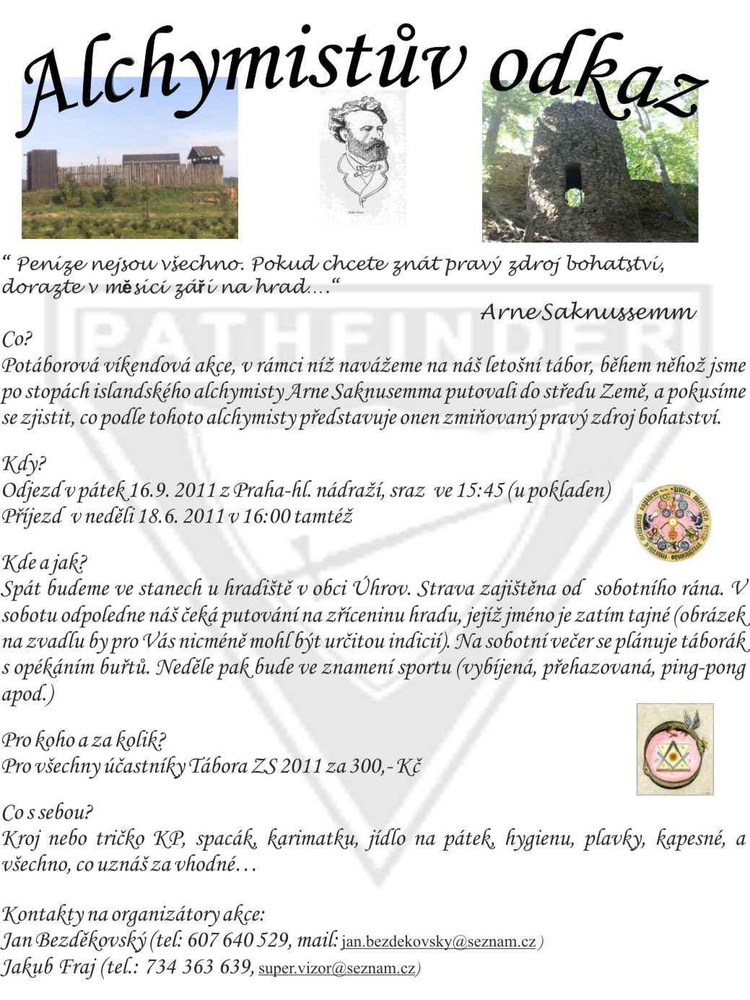 Alchymistův odkaz
“ Peníze nejsou všechno. Pokud chcete znát pravý zdroj bohatství,
dorazte v měsíci září na hrad….“
Arne Saknussemm
PATHFINDER
Co?
Potáborová víkendová akce, v rámci níž navážeme na náš letošní tábor, během něhož jsme
po stopách islandského alchymisty Arne Saknusemma putovali do středu Země, a pokusíme
se zjistit, co podle tohoto alchymisty představuje onen zmiňovaný pravý zdroj bohatství.
Kdy?
Odjezd v pátek 16.9. 2011 z Praha-hl. nádraží, sraz ve 15:45 (u pokladen)
Příjezd v neděli 18.6. 2011 v 16:00 tamtéž
Kde a jak?
Spát budeme ve stanech u hradiště v obci Úhrov. Strava zajištěna od sobotního rána. V
sobotu odpoledne náš čeká putování na zříceninu hradu, jejíž jméno je zatím tajné (obrázek
na zvadlu by pro Vás nicméně mohl být určitou indicií). Na sobotní večer se plánuje táborák
s opékáním buřtů. Neděle pak bude ve znamení sportu (vybíjená, přehazovaná, ping-pong
apod.)
Pro koho a za kolik?
Pro všechny účastníky Tábora ZS 2011 za 300,- Kč
Co s sebou?
Kroj nebo tričko KP, spacák, karimatku, jídlo na pátek, hygienu, plavky, kapesné, a
všechno, co uznáš za vhodné…
Kontakty na organizátory akce:
Jan Bezděkovský (tel: 607 640 529, mail: jan.bezdekovsky@seznam.cz )
Jakub Fraj (tel.: 734 363 639, super.vizor@seznam.cz)